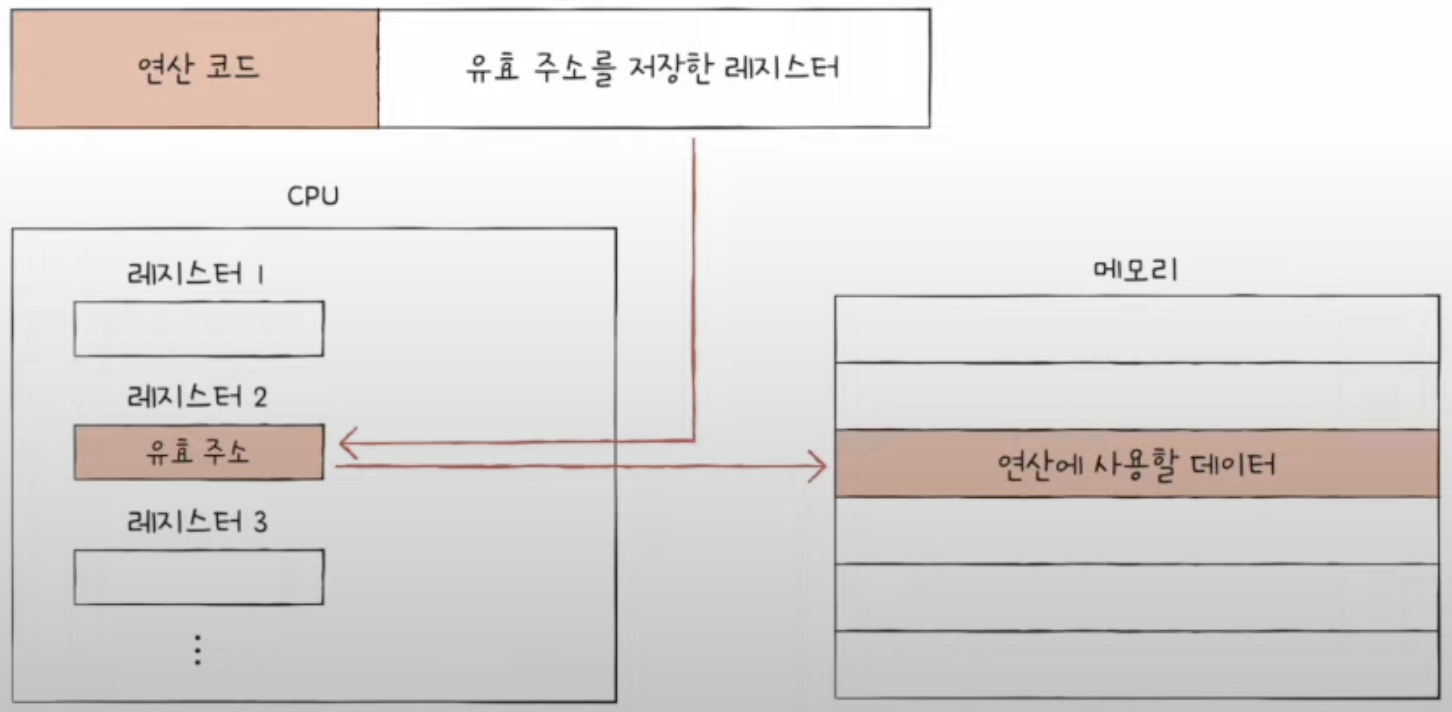 연산 코드
유효 주소를 저장한 레지스터
CPU
레지스터 1
레지스터 2
유효 주소
레지스터 3
메모리
연산에 사용할 데이터